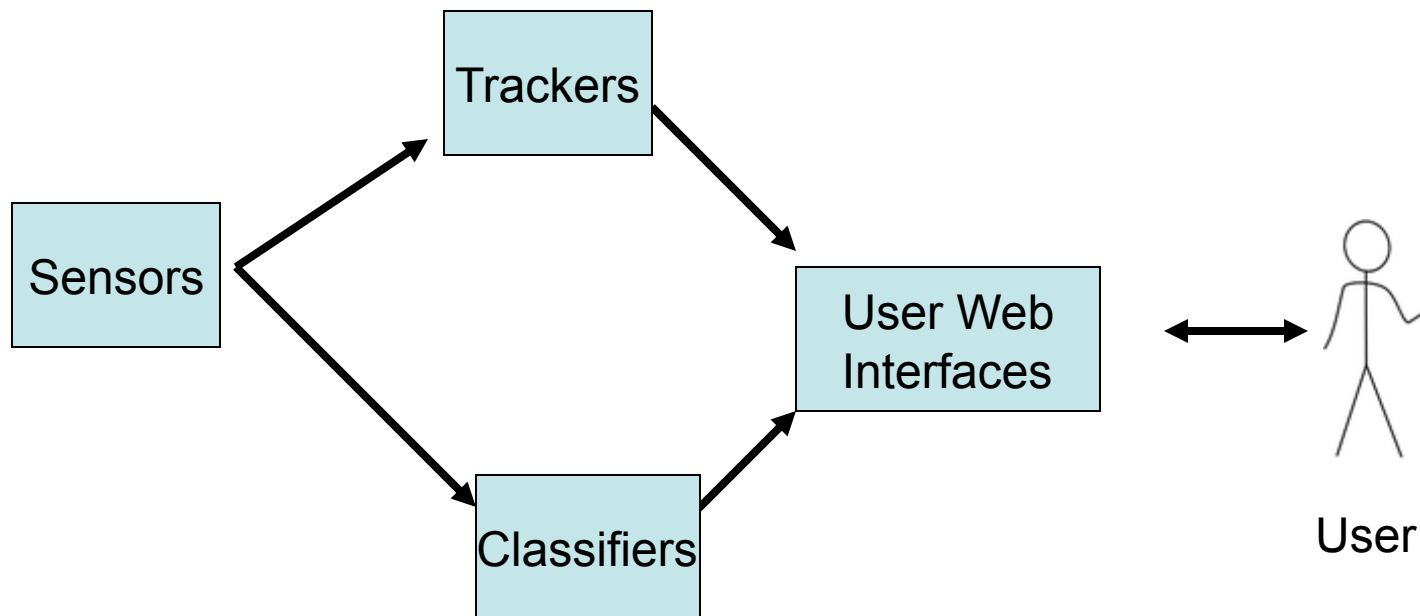 Trackers
Sensors
User Web
Interfaces
Classifiers
User